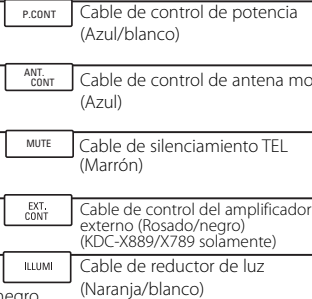 P.CONT
Cable de control de potencia
(Azul/blanco)
ANT.
CONT
Cable de control de antena
(Azul)
MUTE
Cable de silenciamiento TEL
(Marrón)
EXT.
CONT
Cable de control del amplificador
externo (Rosado/negro)
(KDC-X889/X789 solamente)
ILLUMI
Cable de reductor de luz
(Naranja/blanco)